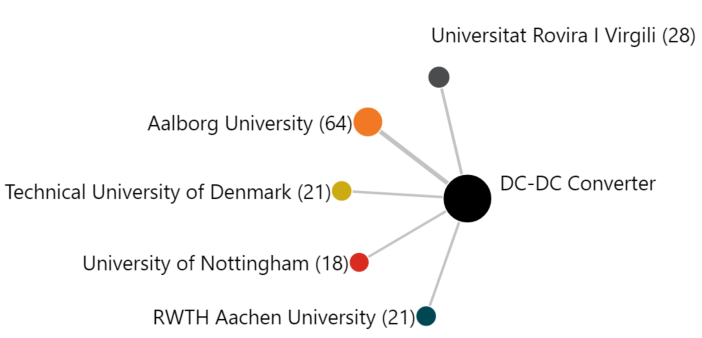 Universitat Rovira I Virgili (28)
Aalborg University (64)
DC-DC Converter
Technical University of Denmark (21)
University of Nottingham (18)
RWTH Aachen University (21)